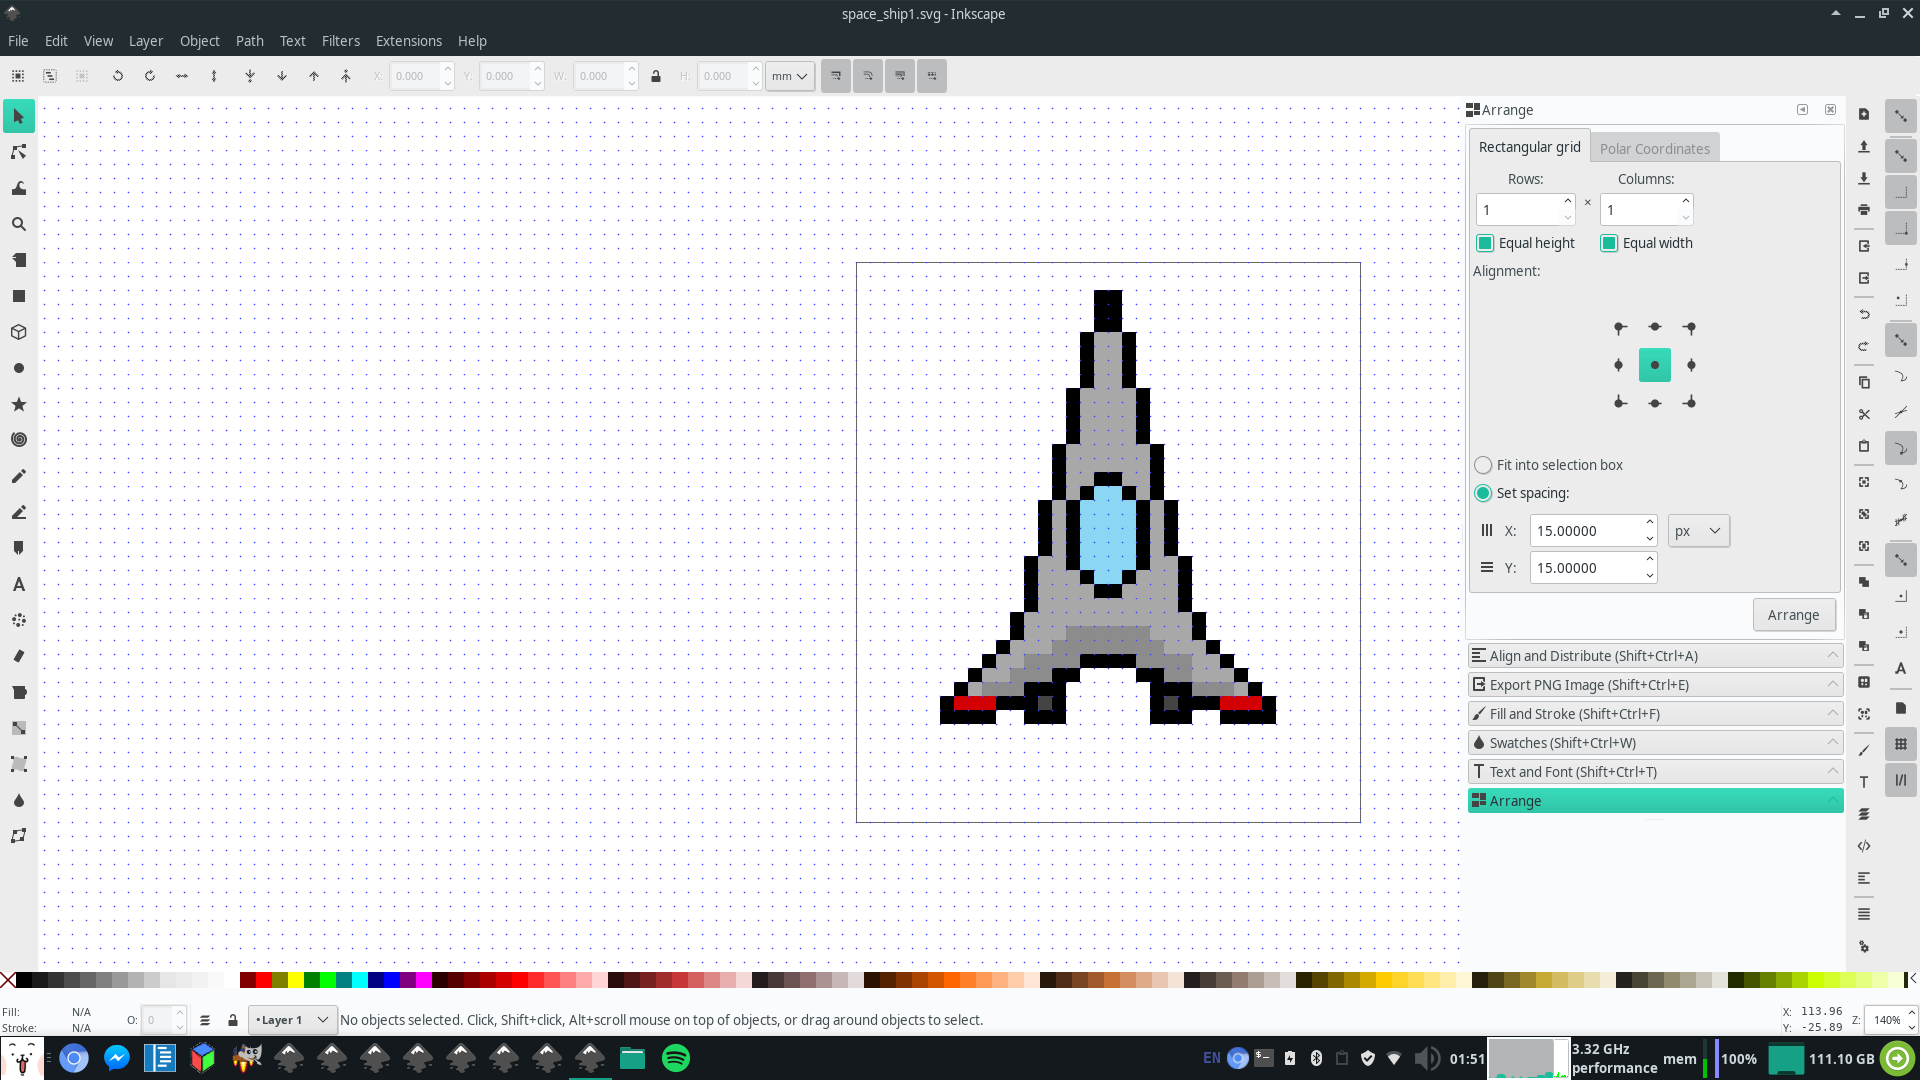 space_ship1.svg - Inkscape
File Edit View Layer Object Path Text Filters Extensions Help
X: 0.000 Y: 0.000 W: 0.000 H: 0.000 mm
Arrange
Rectangular grid Polar Coordinates
Rows: Columns:
1 × 1
Equal height Equal width
Alignment:
Fit into selection box
Set spacing:
X: 15.00000 px
Y: 15.00000
Arrange
Align and Distribute (Shift+Ctrl+A)
Export PNG Image (Shift+Ctrl+E)
Fill and Stroke (Shift+Ctrl+F)
Swatches (Shift+Ctrl+W)
Text and Font (Shift+Ctrl+T)
Arrange
Fill: N/A
Stroke: N/A
O: 0
•Layer 1
No objects selected. Click, Shift+click, Alt+scroll mouse on top of objects, or drag around objects to select.
X: 113.96
Y: -25.89
Z: 140%
EN 01:51
3.32 GHz
performance
mem 100% 111.10 GB